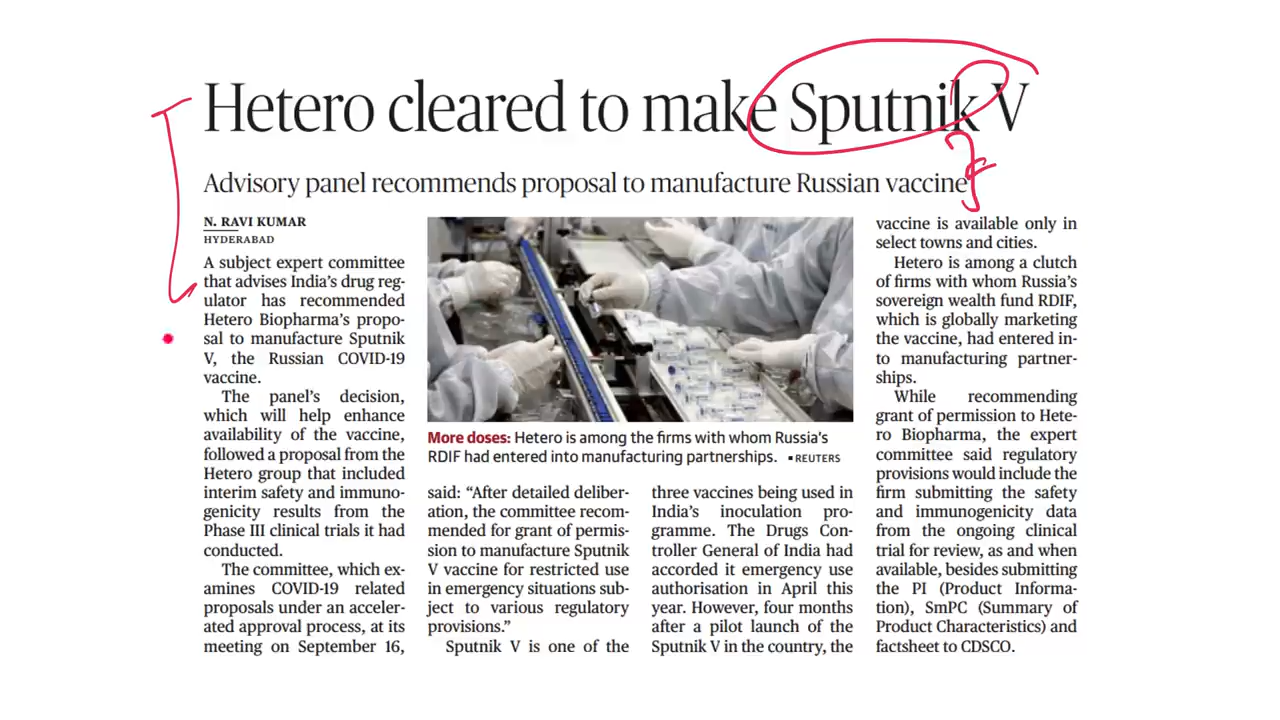 Hetero cleared to make Sputnik V
Advisory panel recommends proposal to manufacture Russian vaccine
N. RAVI KUMAR
HYDERABAD
A subject expert committee
that advises India's drug reg-
ulator has recommended
Hetero Biopharma's propo-
sal to manufacture Sputnik
V, the Russian COVID-19
vaccine.
The panel's decision,
which will help enhance
availability of the vaccine,
followed a proposal from the
Hetero group that included
interim safety and immuno-
genicity results from the
Phase III clinical trials it had
conducted.
The committee, which ex-
amines COVID-19 related
proposals under an acceler-
ated approval process, at its
meeting on September 16,
More doses: Hetero is among the firms with whom Russia's
RDIF had entered into manufacturing partnerships. ▪ REUTERS
said: “After detailed deliber-
ation, the committee recom-
mended for grant of permis-
sion to manufacture Sputnik
V vaccine for restricted use
in emergency situations sub-
ject to various regulatory
provisions.”
Sputnik V is one of the
three vaccines being used in
India's inoculation pro-
gramme. The Drugs Con-
troller General of India had
accorded it emergency use
authorisation in April this
year. However, four months
after a pilot launch of the
Sputnik V in the country, the
vaccine is available only in
select towns and cities.
Hetero is among a clutch
of firms with whom Russia's
sovereign wealth fund RDIF,
which is globally marketing
the vaccine, had entered in-
to manufacturing partner-
ships.
While recommending
grant of permission to Hete-
ro Biopharma, the expert
committee said regulatory
provisions would include the
firm submitting the safety
and immunogenicity data
from the ongoing clinical
trial for review, as and when
available, besides submitting
the PI (Product Informa-
tion), SmPC (Summary of
Product Characteristics) and
factsheet to CDSCO.